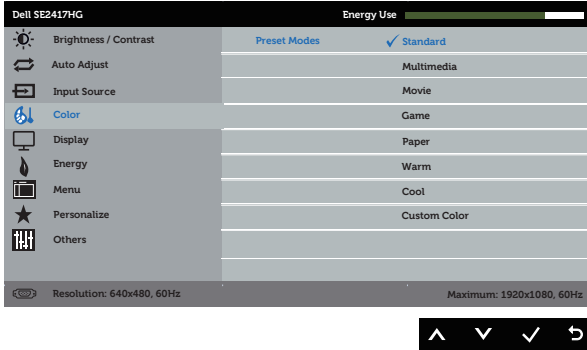 Dell SE2417HG Energy Use
Brightness / Contrast Preset Modes Standard
Auto Adjust Multimedia
Input Source Movie
Color Game
Display Paper
Energy Warm
Menu Cool
Personalize Custom Color
Others
Resolution: 640x480, 60Hz Maximum: 1920x1080, 60Hz